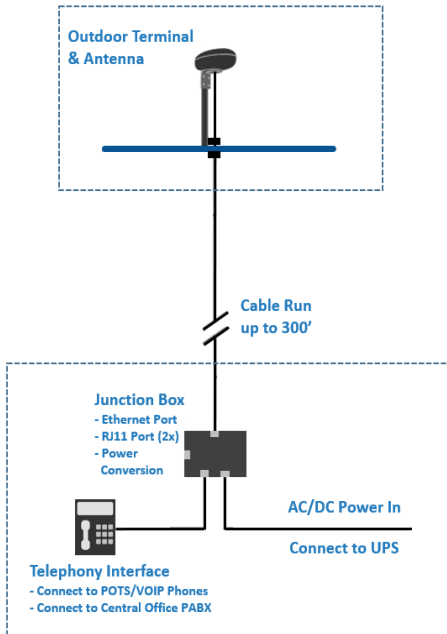 Outdoor Terminal
& Antenna
Cable Run
up to 300’
Junction Box
- Ethernet Port
- RJ11 Port (2x)
- Power
Conversion
AC/DC Power In
Connect to UPS
Telephony Interface
- Connect to POTS/VOIP Phones
- Connect to Central Office PABX